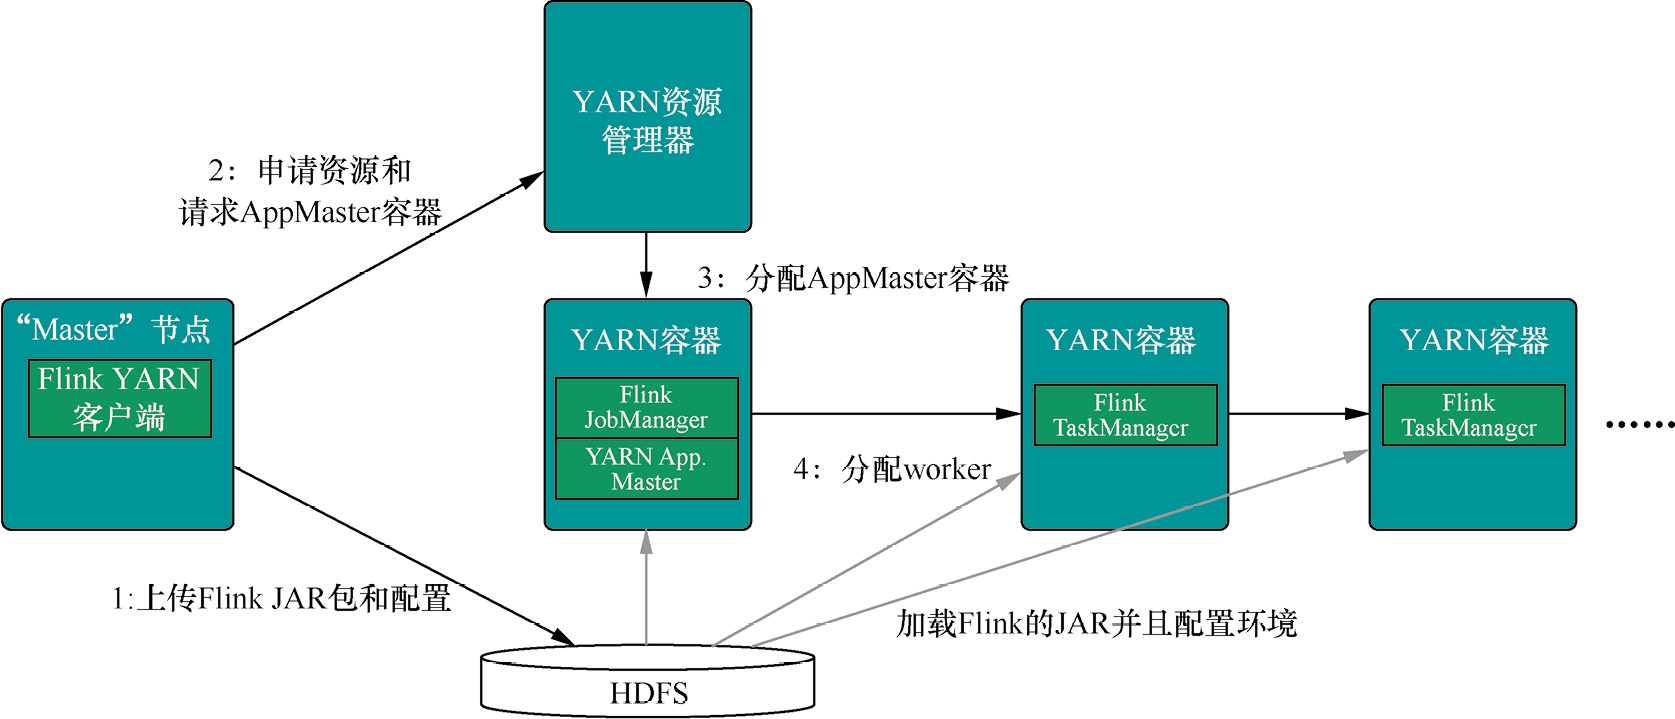 YARN资源
管理器
2：申请资源和
请求AppMaster容器
3：分配AppMaster容器
“Master”节点
Flink YARN
客户端
YARN容器
Flink
JobManager
YARN App.
Master
YARN容器
Flink
TaskManager
YARN容器
Flink
TaskManager
……
4：分配worker
1:上传Flink JAR包和配置
加载Flink的JAR并且配置环境
HDFS